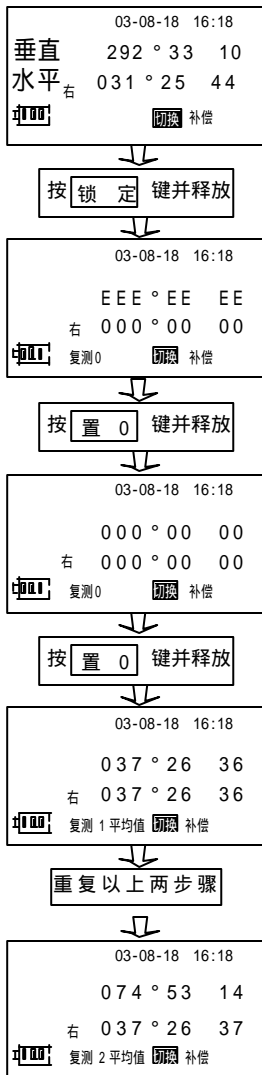 03-08-18 16:18
垂直 292 ° 33 10
水平右 031 ° 25 44
切换 补偿
按 锁 定 键并释放
03-08-18 16:18
EEE ° EE EE
右 000 ° 00 00
复测0 切换 补偿
按 置 0 键并释放
03-08-18 16:18
000 ° 00 00
右 000 ° 00 00
复测0 切换 补偿
按 置 0 键并释放
03-08-18 16:18
037 ° 26 36
右 037 ° 26 36
复测 1 平均值 切换 补偿
重复以上两步骤
03-08-18 16:18
074 ° 53 14
右 037 ° 26 37
复测 2 平均值 切换 补偿